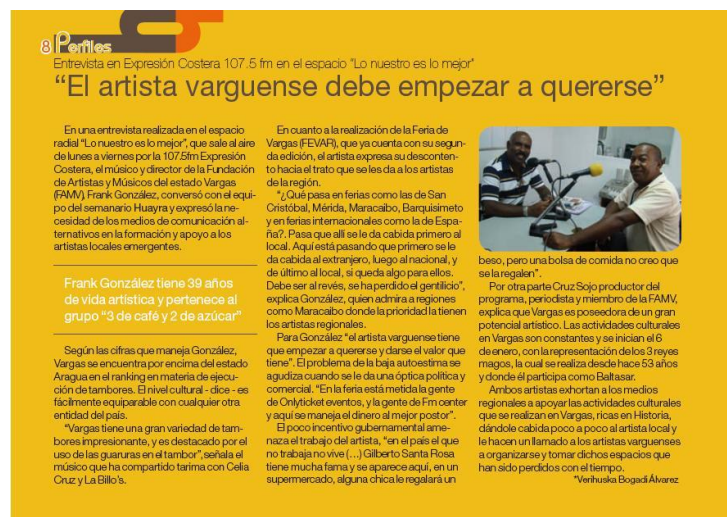 8 Perfiles
Entrevista en Expresión Costera 107.5 fm en el espacio "Lo nuestro es lo mejor"
“El artista varguense debe empezar a quererse”
En una entrevista realizada en el espacio
radial “Lo nuestro es lo mejor”, que sale al aire
de lunes a viernes por la 107.5fm Expresión
Costera, el músico y director de la Fundación
de Artistas y Músicos del estado Vargas
(FAMV), Frank González, conversó con el equi-
po del semanario Huayra y expresó la ne-
cesidad de los medios de comunicación al-
ternativos en la formación y apoyo a los
artistas locales emergentes.
Frank González tiene 39 años
de vida artística y pertenece al
grupo “3 de café y 2 de azúcar”
Según las cifras que maneja González,
Vargas se encuentra por encima del estado
Aragua en el ranking en materia de ejecu-
ción de tambores. El nivel cultural - dice - es
fácilmente equiparable con cualquier otra
entidad del país.
“Vargas tiene una gran variedad de tam-
bores impresionante, y es destacado por el
uso de las guaruras en el tambor”, señala el
músico que ha compartido tarima con Celia
Cruz y La Billo’s.
En cuanto a la realización de la Feria de
Vargas (FEVAR), que ya cuenta con su segun-
da edición, el artista expresa su desconten-
to hacia el trato que se les da a los artistas
de la región.
“¿Qué pasa en ferias como las de San
Cristóbal, Mérida, Maracaibo, Barquisimeto
y en ferias internacionales como la de Espa-
ña?. Pasa que allí se le da cabida primero al
local. Aquí está pasando que primero se le
da cabida al extranjero, luego al nacional, y
de último al local, si queda algo para ellos.
Debe ser al revés, se ha perdido el gentilicio”,
explica González, quien admira a regiones
como Maracaibo donde la prioridad la tienen
los artistas regionales.
Para González “el artista varguense tiene
que empezar a quererse y darse el valor que
tiene”. El problema de la baja autoestima se
agudiza cuando se le da una óptica política y
comercial. “En la feria está metida la gente
de Onlyticket eventos, y la gente de Fm center
y aquí se maneja el dinero al mejor postor”.
El poco incentivo gubernamental ame-
naza el trabajo del artista, “en el país el que
no trabaja no vive (...) Gilberto Santa Rosa
tiene mucha fama y se aparece aquí, en un
supermercado, alguna chica le regalará un
beso, pero una bolsa de comida no creo que
se la regalen”.
Por otra parte Cruz Sojo productor del
programa, periodista y miembro de la FAMV,
explica que Vargas es poseedora de un gran
potencial artístico. Las actividades culturales
en Vargas son constantes y se inician el 6
de enero, con la representación de los 3 reyes
magos, la cual se realiza desde hace 53 años
y donde él participa como Baltasar.
Ambos artistas exhortan a los medios
regionales a apoyar las actividades culturales
que se realizan en Vargas, ricas en Historia,
dándole cabida poco a poco al artista local y
le hacen un llamado a los artistas varguenses
a organizarse y tomar dichos espacios que
han sido perdidos con el tiempo.
*Verihuska Bogadi Álvarez